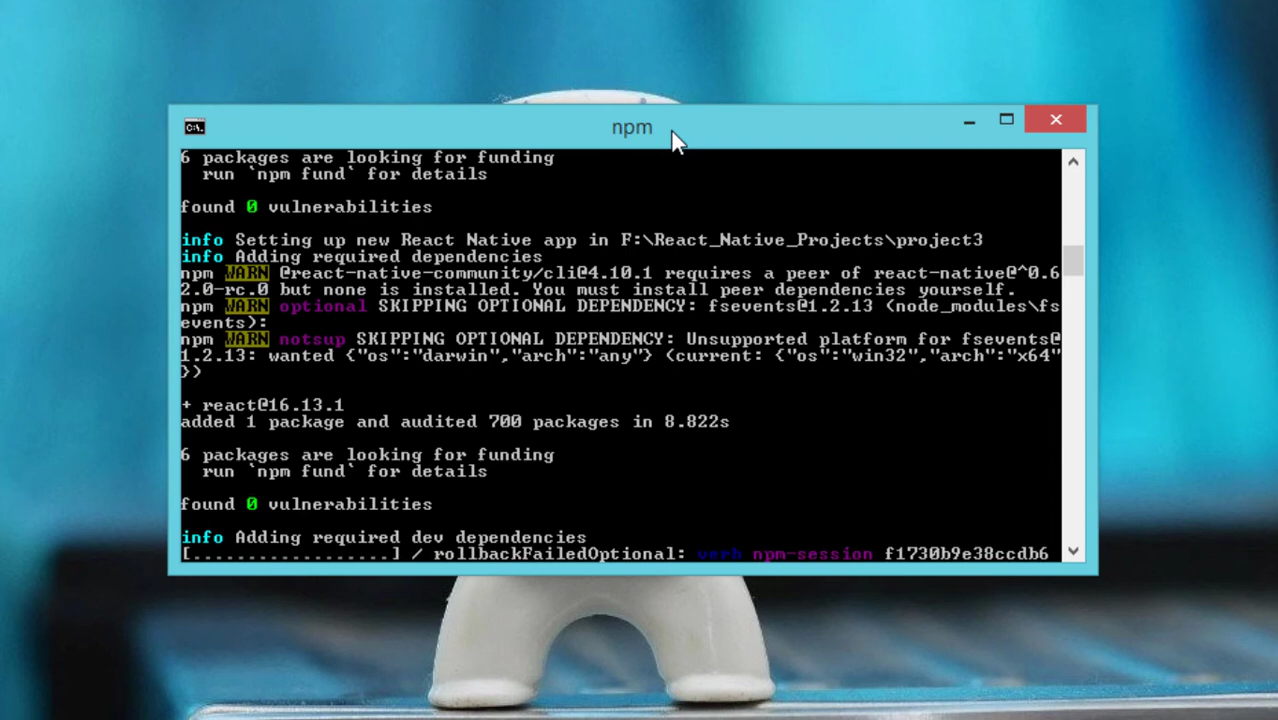 npm
6 packages are looking for funding
run `npm fund` for details
found 0 vulnerabilities
info Setting up new React Native app in F:\React_Native_Projects\project3
info Adding required dependencies
npm WARN @react-native-community/cli@4.10.1 requires a peer of react-native@^0.6
2.0-rc.0 but none is installed. You must install peer dependencies yourself.
npm WARN optional SKIPPING OPTIONAL DEPENDENCY: fsevents@1.2.13 (node_modules\fs
events):
npm WARN notsup SKIPPING OPTIONAL DEPENDENCY: Unsupported platform for fsevents@
1.2.13: wanted {"os":"darwin","arch":"any"} (current: {"os":"win32","arch":"x64"
})
+ react@16.13.1
added 1 package and audited 700 packages in 8.822s
6 packages are looking for funding
run `npm fund` for details
found 0 vulnerabilities
info Adding required dev dependencies
[..................] / rollbackFailedOptional: verb npm-session f1730b9e38ccdb6